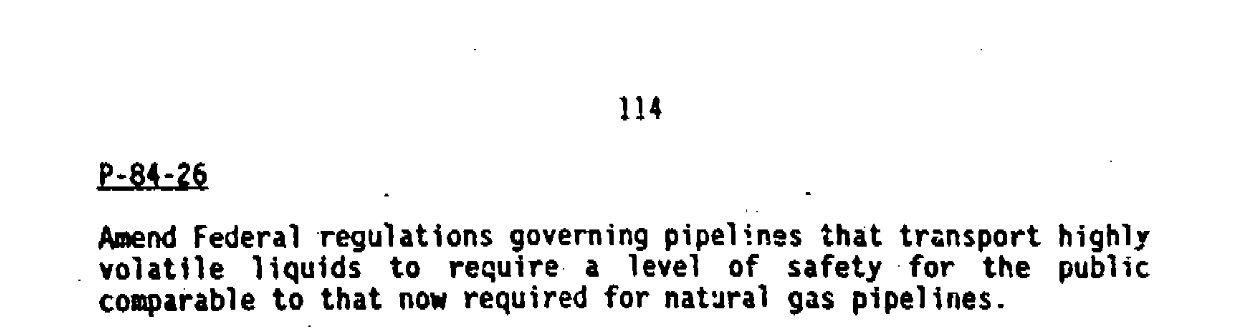 114
P-84-26
Amend Federal regulations governing pipelines that transport highly
volatile liquids to require a level of safety for the public
comparable to that now required for natural gas pipelines.